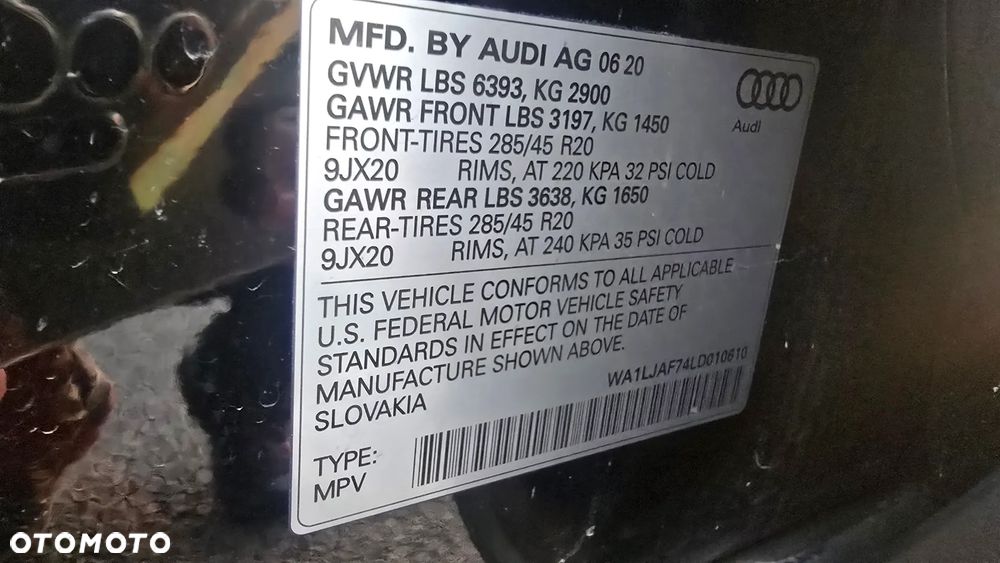 MFD. BY AUDI AG 06 20
GVWR LBS 6393, KG 2900
GAWR FRONT LBS 3197, KG 1450
FRONT-TIRES 285/45 R20
9JX20 RIMS, AT 220 KPA 32 PSI COLD
GAWR REAR LBS 3638, KG 1650
REAR-TIRES 285/45 R20
9JX20 RIMS, AT 240 KPA 35 PSI COLD
Audi
THIS VEHICLE CONFORMS TO ALL APPLICABLE
U.S. FEDERAL MOTOR VEHICLE SAFETY
STANDARDS IN EFFECT ON THE DATE OF
MANUFACTURE SHOWN ABOVE.
SLOVAKIA
WA1LJAF74LD010610
TYPE:
MPV
OTOMOTO